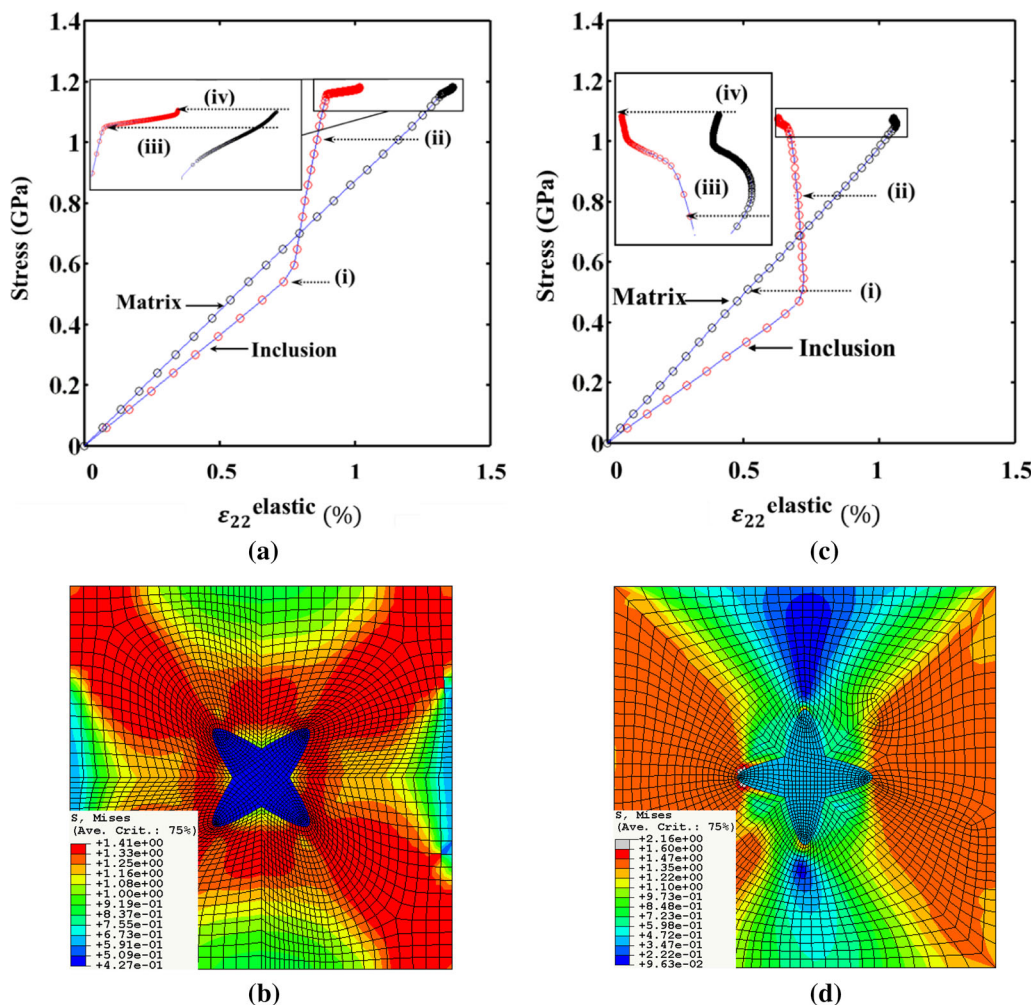 1.4
1.2
1
0.8
0.6
0.4
0.2
0
Stress (GPa)
(iv)
(iii)
(ii)
(i)
Matrix
Inclusion
0
0.5
1
1.5
ε22 elastic (%)
(a)
1.4
1.2
1
0.8
0.6
0.4
0.2
0
Stress (GPa)
(iv)
(iii)
(ii)
(i)
Matrix
Inclusion
0
0.5
1
1.5
ε22 elastic (%)
(c)
S, Mises
(Ave. Crit.: 75%)
+1.41e+00
+1.33e+00
+1.25e+00
+1.16e+00
+1.08e+00
+1.00e+00
+9.19e-01
+8.37e-01
+7.55e-01
+6.73e-01
+5.91e-01
+5.09e-01
+4.27e-01
(b)
S, Mises
(Ave. Crit.: 75%)
+2.16e+00
+1.60e+00
+1.47e+00
+1.35e+00
+1.22e+00
+1.10e+00
+9.73e-01
+8.48e-01
+7.23e-01
+5.98e-01
+4.72e-01
+3.47e-01
+2.22e-01
+9.63e-02
(d)